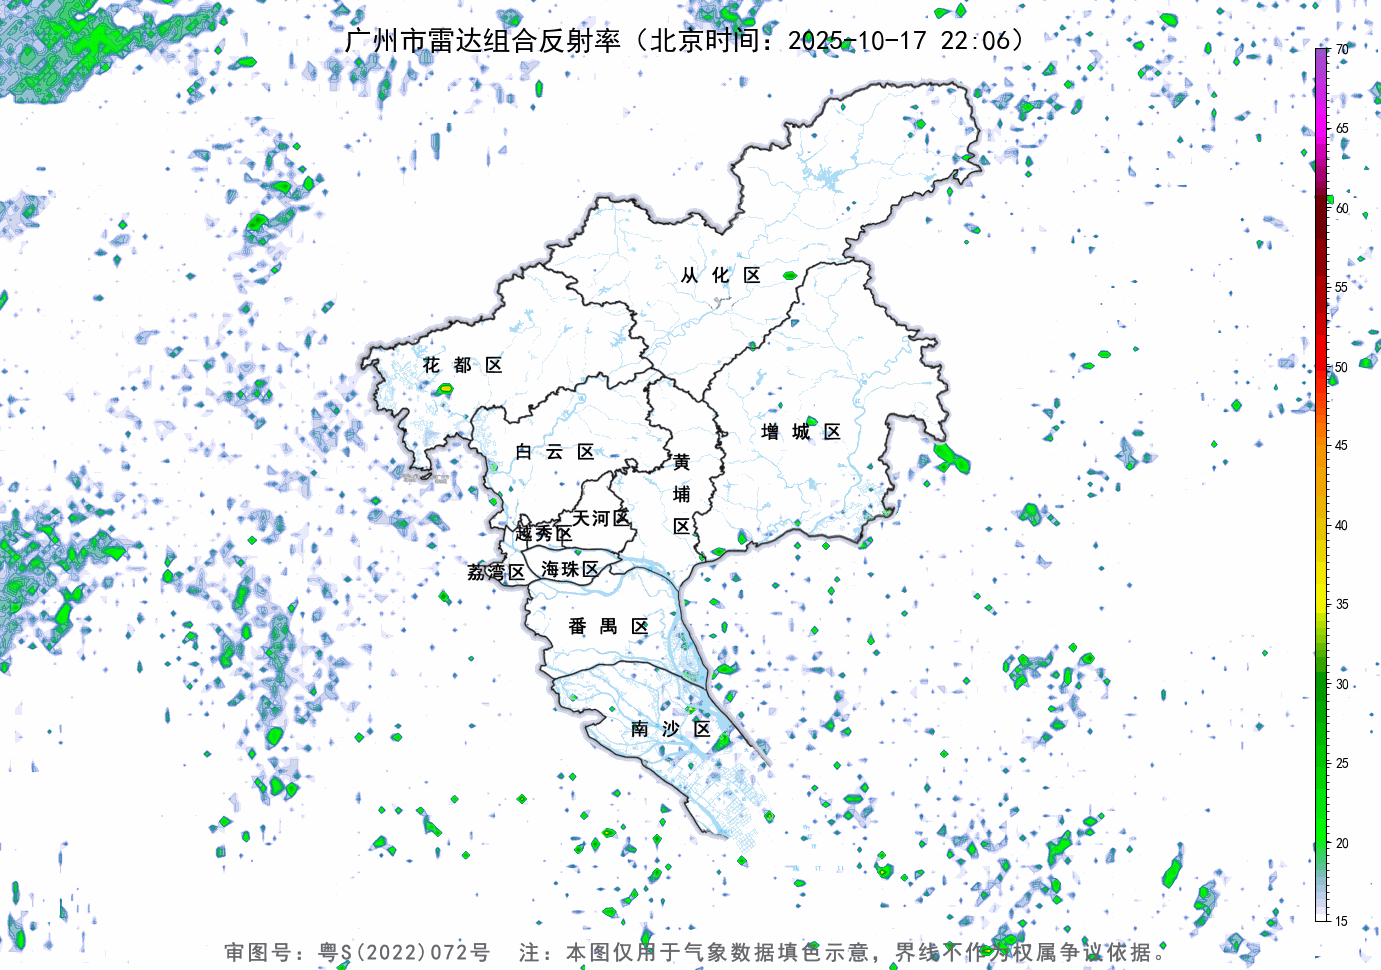 广州市雷达组合反射率（北京时间：2025-10-17 22:06）
70
65
60
55
50
45
40
35
30
25
20
15
从化区
花都区
增城区
白云区
黄埔区
天河区
越秀区
荔湾区
海珠区
番禺区
南沙区
审图号：粤S(2022)072号 注：本图仅用于气象数据填色示意，界线不作为权属争议依据。